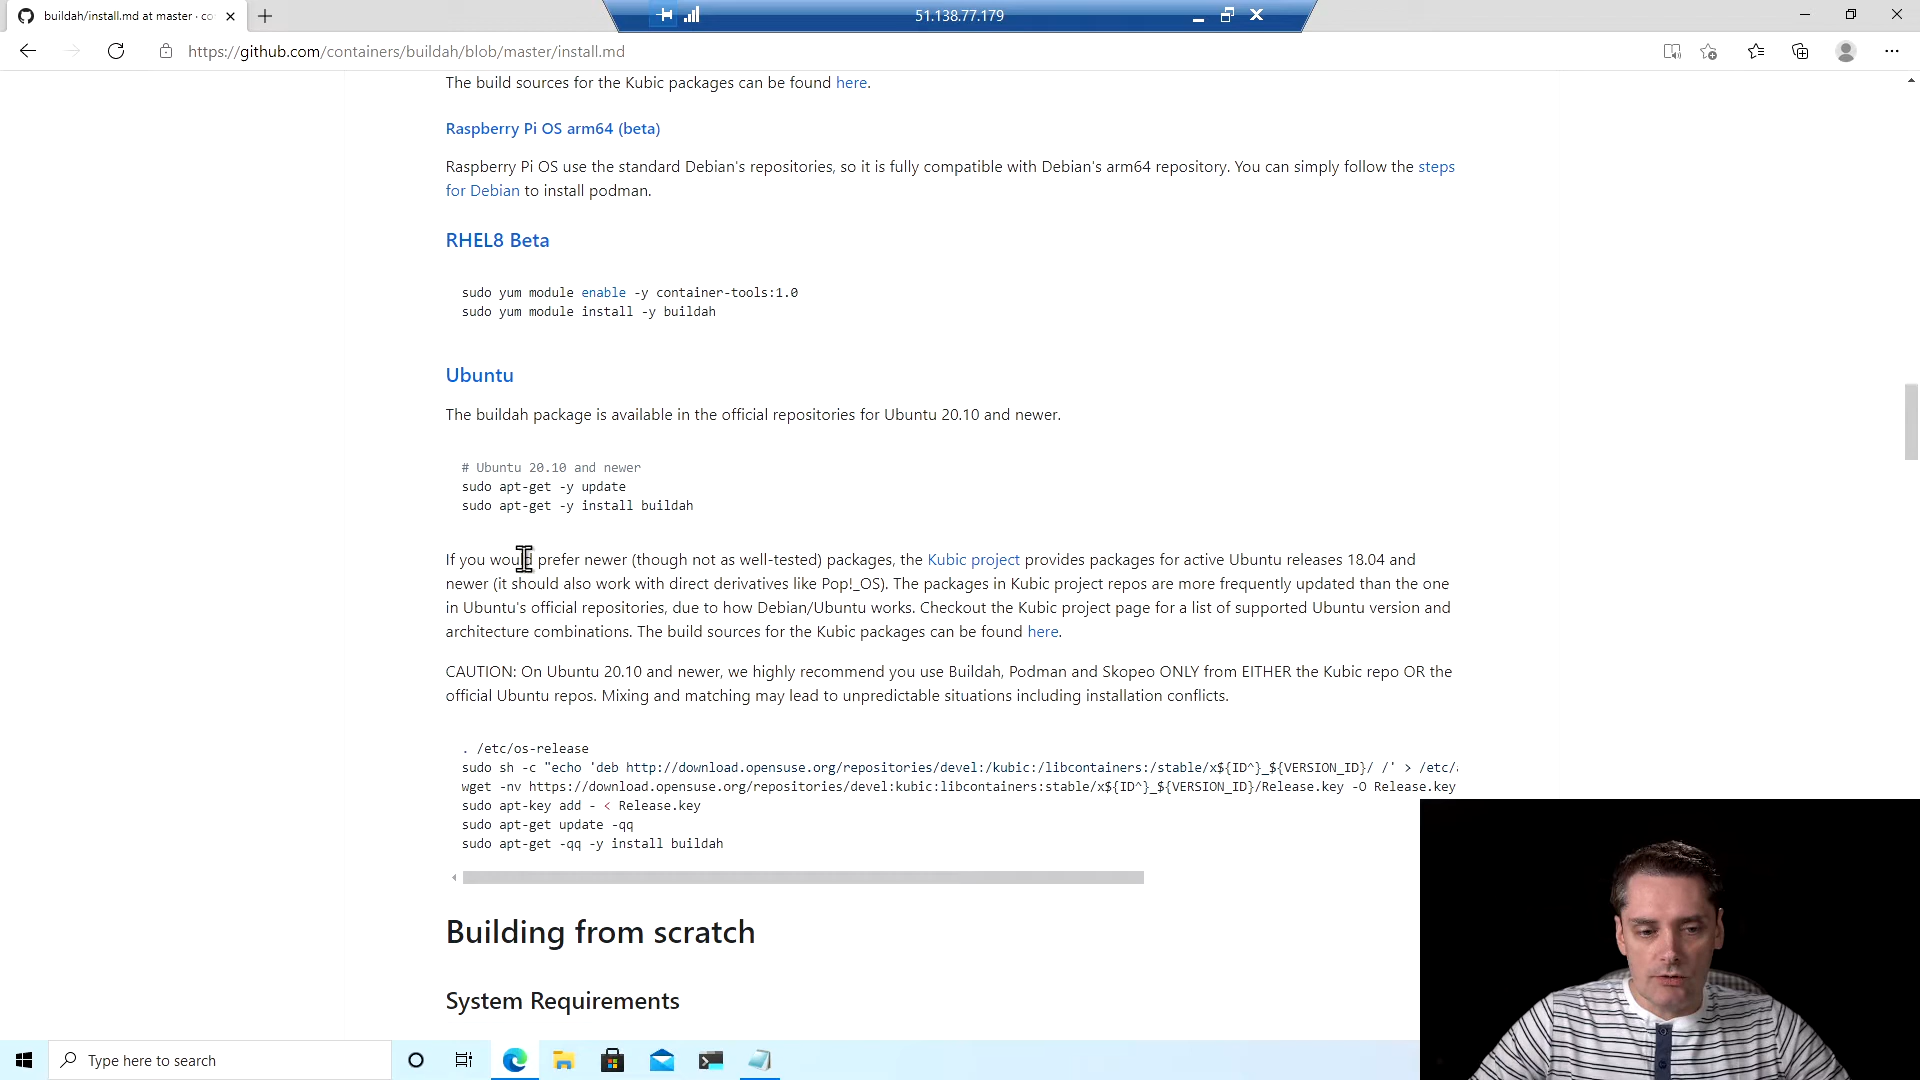 buildah/install.md at master · co
51.138.77.179
https://github.com/containers/buildah/blob/master/install.md
The build sources for the Kubic packages can be found here.
Raspberry Pi OS arm64 (beta)
Raspberry Pi OS use the standard Debian's repositories, so it is fully compatible with Debian's arm64 repository. You can simply follow the steps
for Debian to install podman.
RHEL8 Beta
sudo yum module enable -y container-tools:1.0
sudo yum module install -y buildah
Ubuntu
The buildah package is available in the official repositories for Ubuntu 20.10 and newer.
# Ubuntu 20.10 and newer
sudo apt-get -y update
sudo apt-get -y install buildah
If you would prefer newer (though not as well-tested) packages, the Kubic project provides packages for active Ubuntu releases 18.04 and
newer (it should also work with direct derivatives like Pop!_OS). The packages in Kubic project repos are more frequently updated than the one
in Ubuntu's official repositories, due to how Debian/Ubuntu works. Checkout the Kubic project page for a list of supported Ubuntu version and
architecture combinations. The build sources for the Kubic packages can be found here.
CAUTION: On Ubuntu 20.10 and newer, we highly recommend you use Buildah, Podman and Skopeo ONLY from EITHER the Kubic repo OR the
official Ubuntu repos. Mixing and matching may lead to unpredictable situations including installation conflicts.
. /etc/os-release
sudo sh -c "echo 'deb http://download.opensuse.org/repositories/devel:/kubic:/libcontainers:/stable/x${ID^}_${VERSION_ID}/ /' > /etc/
wget -nv https://download.opensuse.org/repositories/devel:kubic:libcontainers:stable/x${ID^}_${VERSION_ID}/Release.key -O Release.key
sudo apt-key add - < Release.key
sudo apt-get update -qq
sudo apt-get -qq -y install buildah
Building from scratch
System Requirements
Type here to search